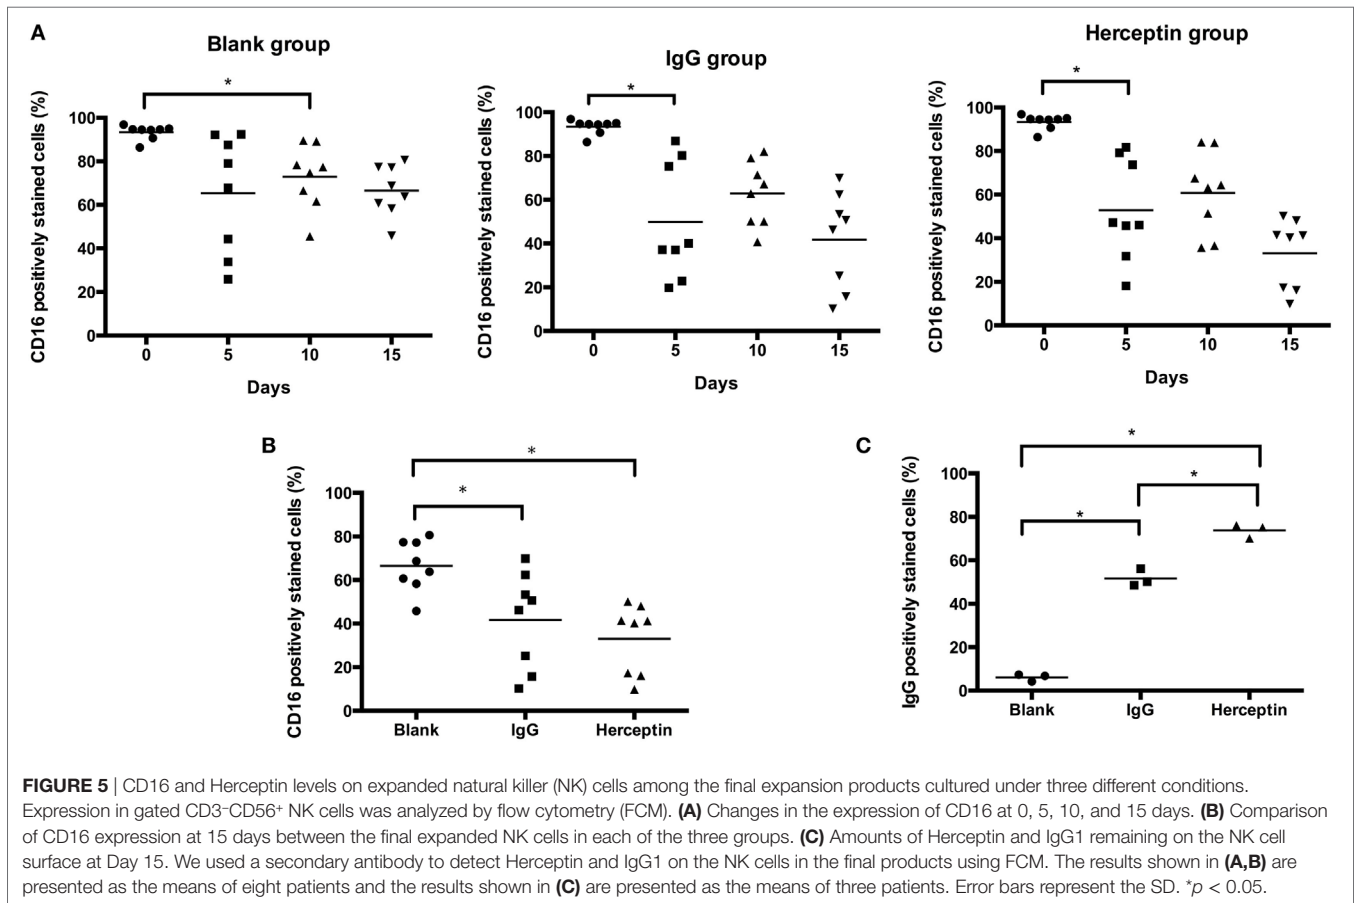 A
Blank group
*
CD16 positively stained cells (%)
100
80
60
40
20
0
0 5 10 15
Days
IgG group
*
CD16 positively stained cells (%)
100
80
60
40
20
0
0 5 10 15
Days
Herceptin group
*
CD16 positively stained cells (%)
100
80
60
40
20
0
0 5 10 15
Days
B
*
*
CD16 positively stained cells (%)
100
80
60
40
20
0
Blank IgG Herceptin
C
*
*
*
IgG positively stained cells (%)
100
80
60
40
20
0
Blank IgG Herceptin
FIGURE 5 | CD16 and Herceptin levels on expanded natural killer (NK) cells among the final expansion products cultured under three different conditions.
Expression in gated CD3⁻CD56⁺ NK cells was analyzed by flow cytometry (FCM). (A) Changes in the expression of CD16 at 0, 5, 10, and 15 days. (B) Comparison
of CD16 expression at 15 days between the final expanded NK cells in each of the three groups. (C) Amounts of Herceptin and IgG1 remaining on the NK cell
surface at Day 15. We used a secondary antibody to detect Herceptin and IgG1 on the NK cells in the final products using FCM. The results shown in (A,B) are
presented as the means of eight patients and the results shown in (C) are presented as the means of three patients. Error bars represent the SD. *p < 0.05.